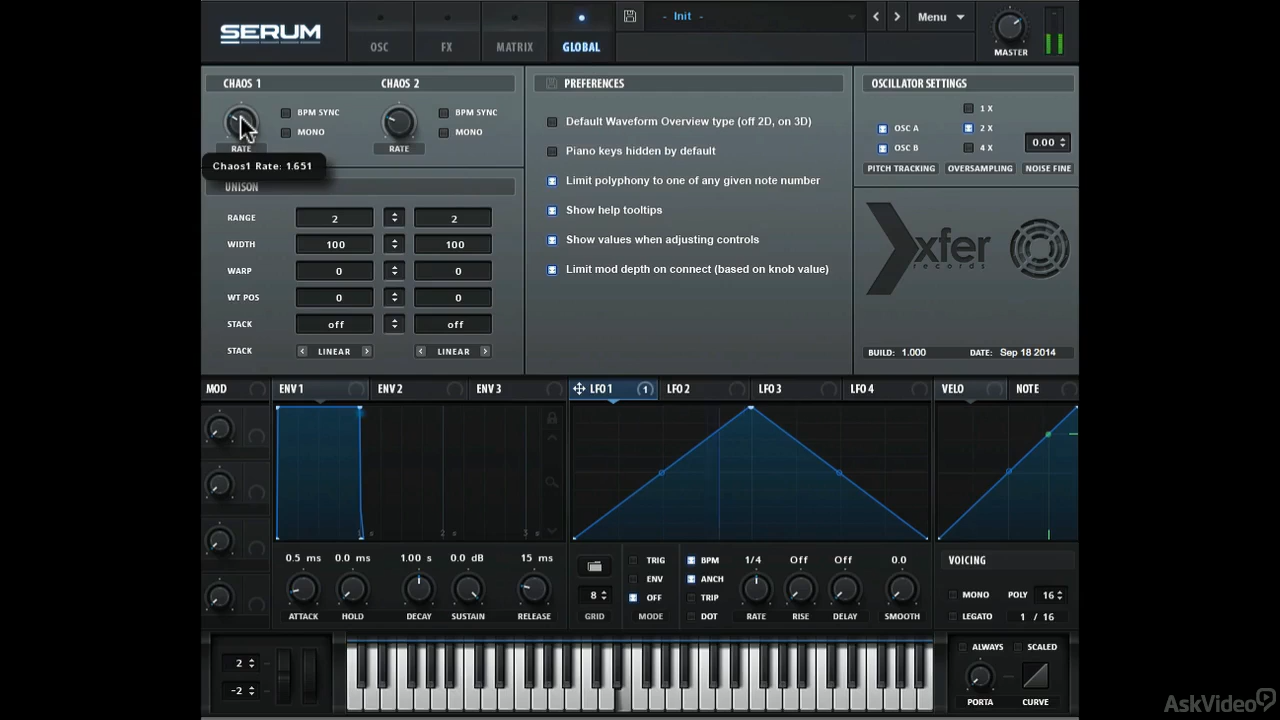 SERUM
OSC
FX
MATRIX
GLOBAL
- Init -
Menu
MASTER
CHAOS 1
CHAOS 2
BPM SYNC
MONO
RATE
BPM SYNC
MONO
RATE
Chaos1 Rate: 1.651
UNISON
RANGE 2 2
WIDTH 100 100
WARP 0 0
WT POS 0 0
STACK off off
STACK LINEAR LINEAR
PREFERENCES
Default Waveform Overview type (off 2D, on 3D)
Piano keys hidden by default
Limit polyphony to one of any given note number
Show help tooltips
Show values when adjusting controls
Limit mod depth on connect (based on knob value)
OSCILLATOR SETTINGS
1 X
OSC A 2 X
OSC B 4 X 0.00
PITCH TRACKING OVERSAMPLING NOISE FINE
xfer
records
BUILD: 1.000 DATE: Sep 18 2014
MOD ENV 1 ENV 2 ENV 3 LFO 1 1 LFO 2 LFO 3 LFO 4 VELO NOTE
0.5 ms 0.0 ms 1.00 s 0.0 dB 15 ms
ATTACK HOLD DECAY SUSTAIN RELEASE
8
GRID
TRIG
ENV
OFF
MODE
BPM
ANCH
TRIP
DOT
1/4 Off Off 0.0
RATE RISE DELAY SMOOTH
VOICING
MONO POLY 16
LEGATO 1 / 16
2
-2
ALWAYS SCALED
PORTA CURVE
AskVideo